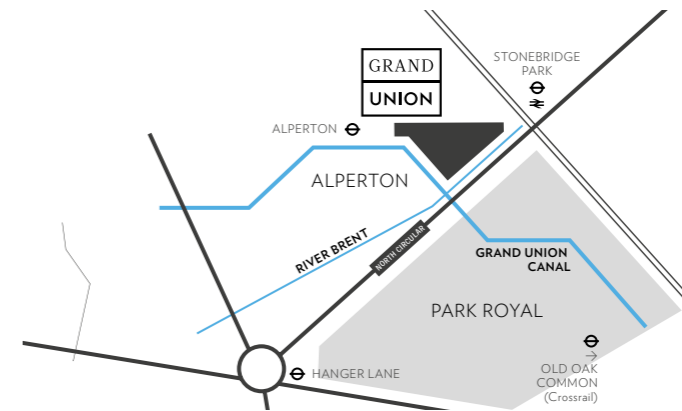 GRAND
UNION
STONEBRIDGE
PARK
ALPERTON
ALPERTON
RIVER BRENT
NORTH CIRCULAR
GRAND UNION
CANAL
PARK ROYAL
HANGER LANE
→
OLD OAK
COMMON
(Crossrail)